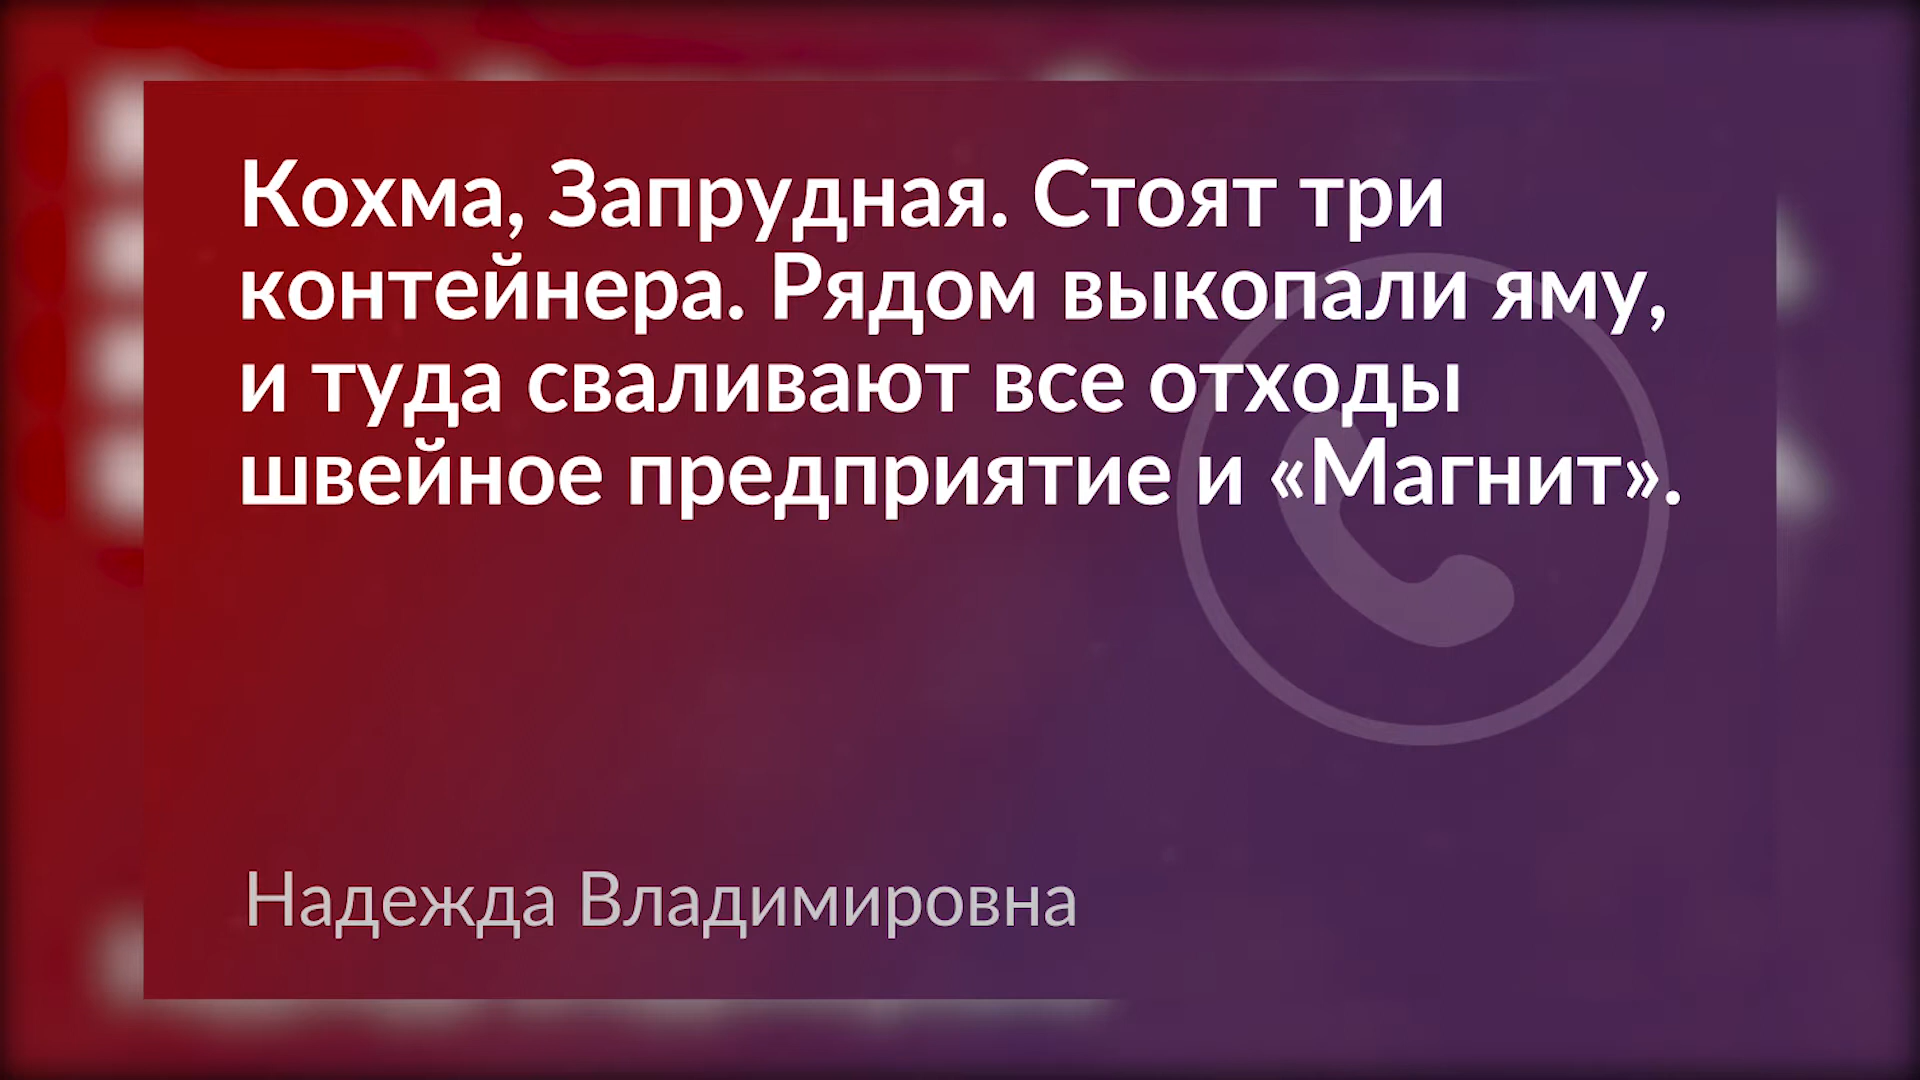 Кохма, Запрудная. Стоят три
контейнера. Рядом выкопали яму,
и туда сваливают все отходы
швейное предприятие и «Магнит».
Надежда Владимировна